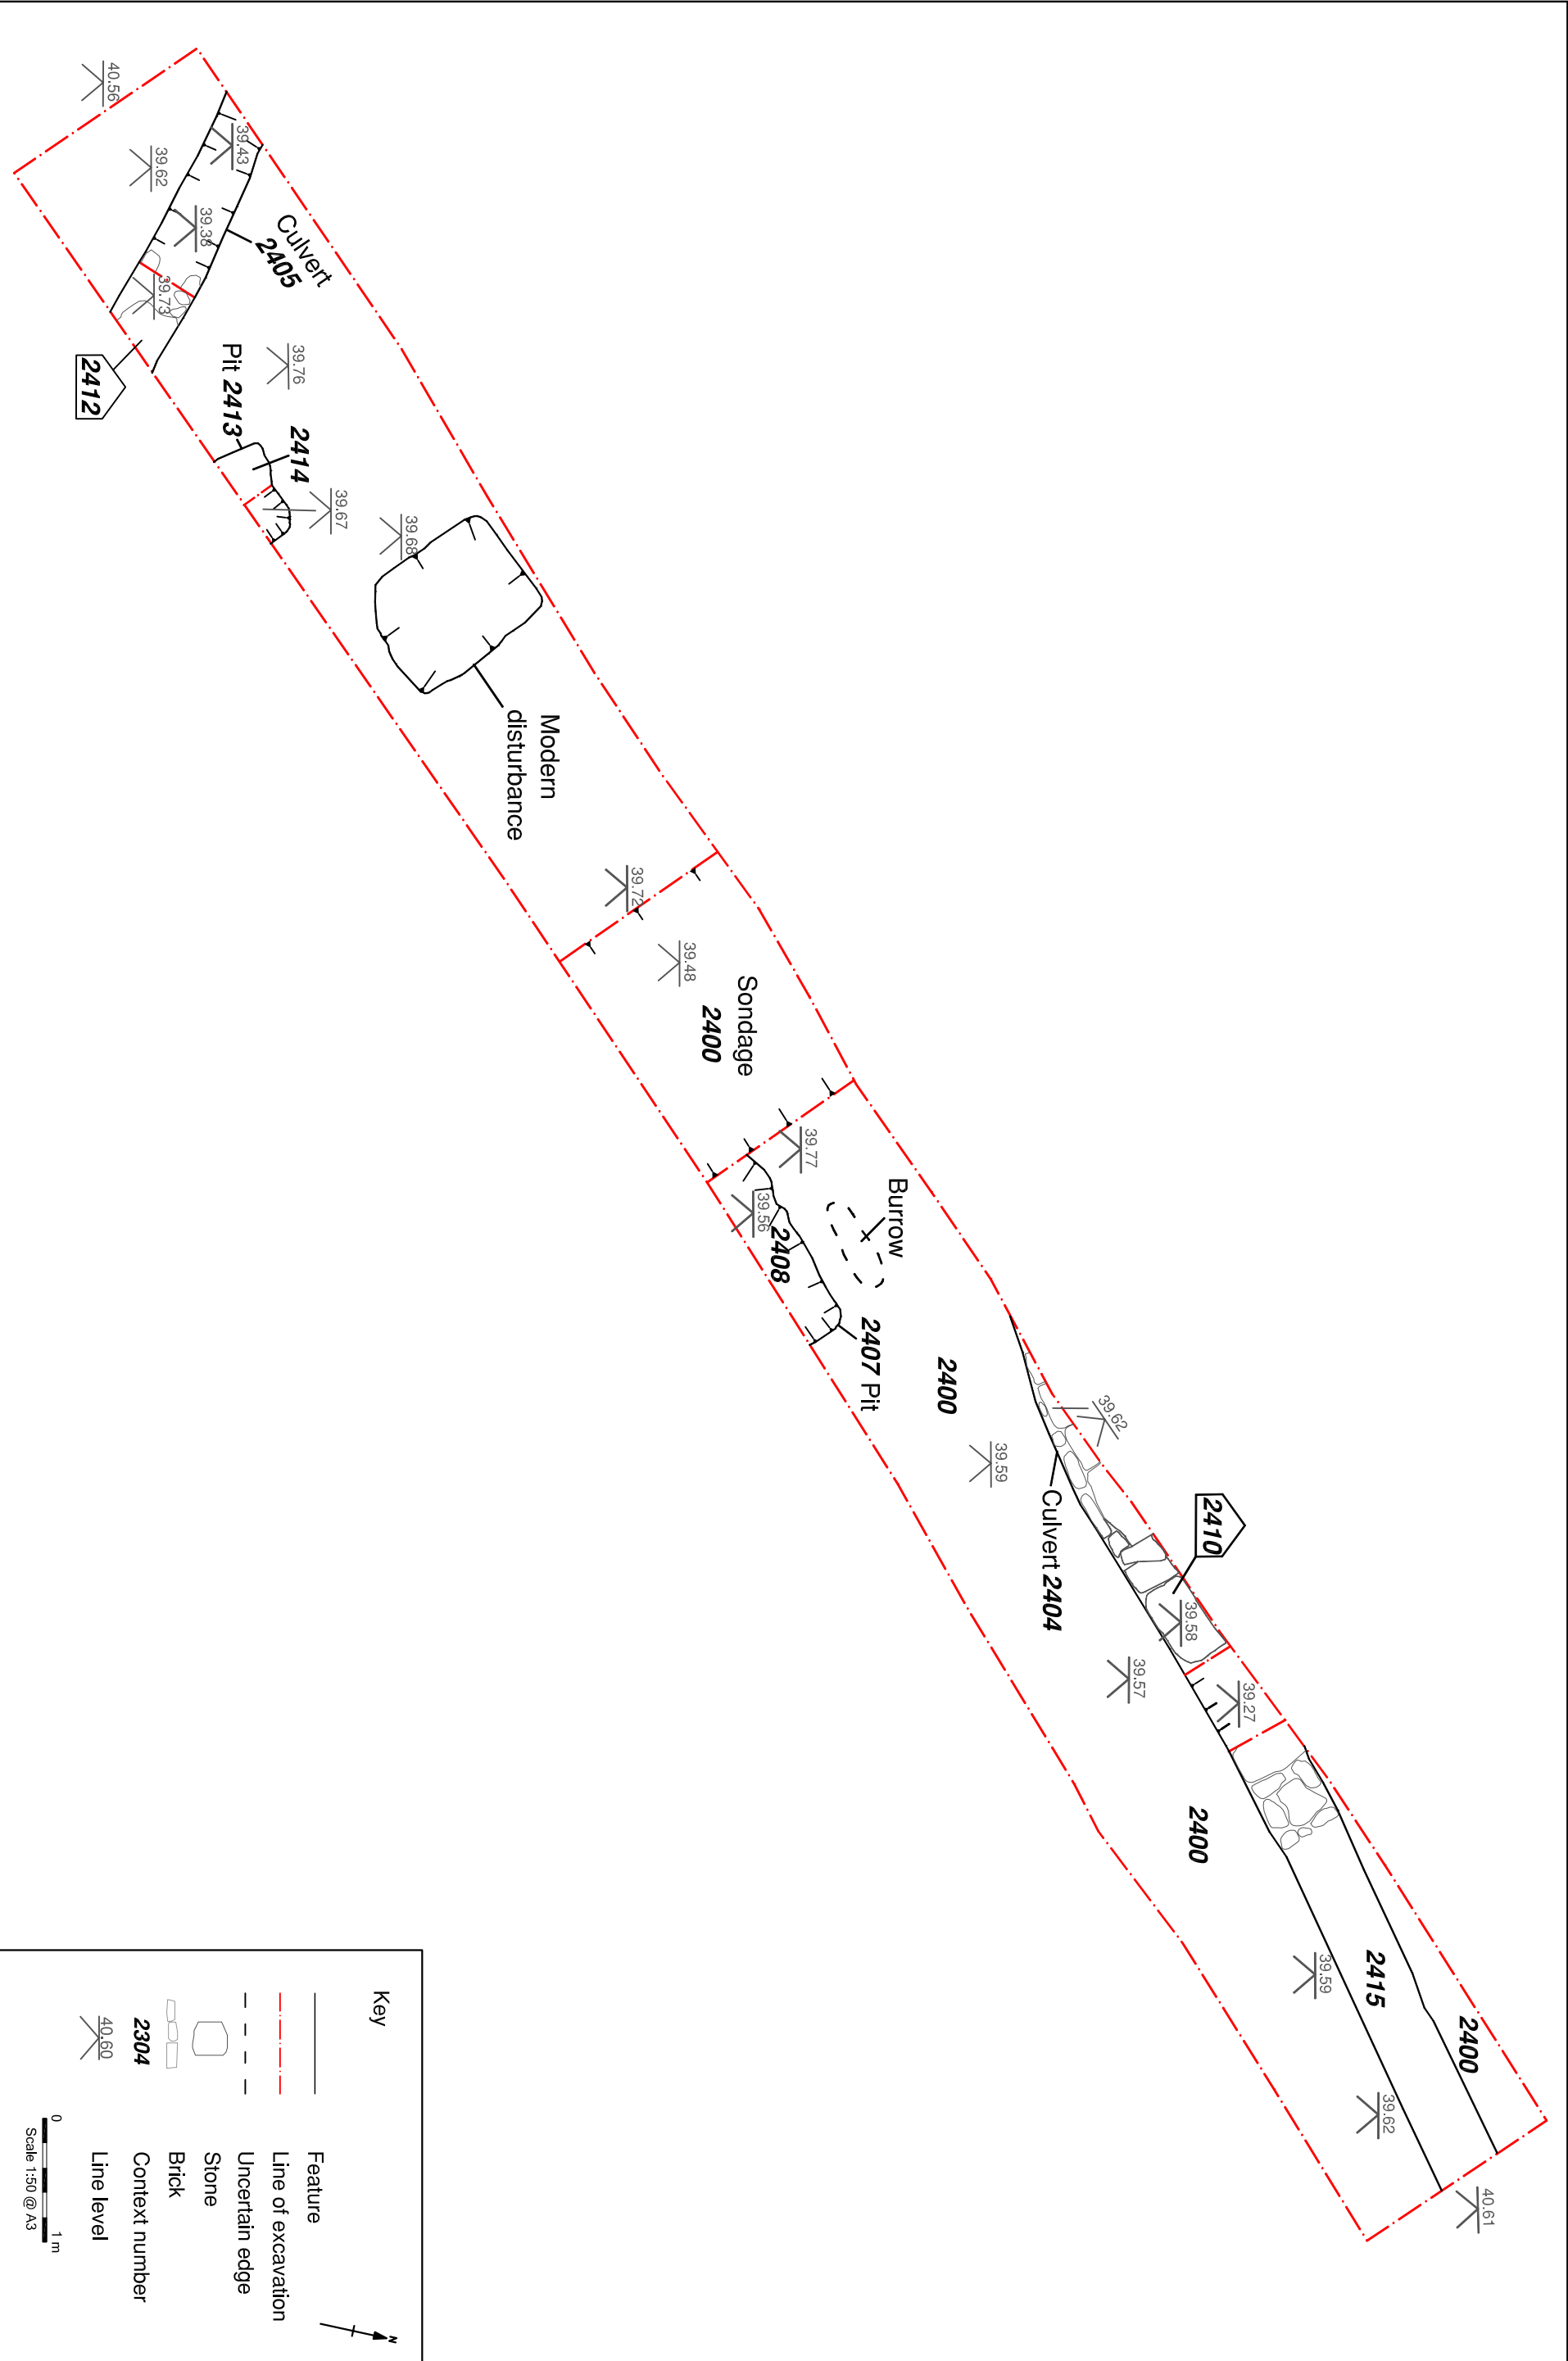 40.56
39.62
39.43
39.38
39.73
Culvert
2405
2412
39.76
Pit 2413
2414
39.67
39.68
Modern
disturbance
39.72
39.48
Sondage
2400
39.77
39.56
2408
Burrow
2407 Pit
2400
39.62
39.59
Culvert 2404
2410
39.58
39.57
39.27
2400
39.59
2415
2400
39.62
40.61
Key
Feature
Line of excavation
Uncertain edge
Stone
Brick
2304 Context number
40.60 Line level
0 1 m
Scale 1:50 @ A3
N